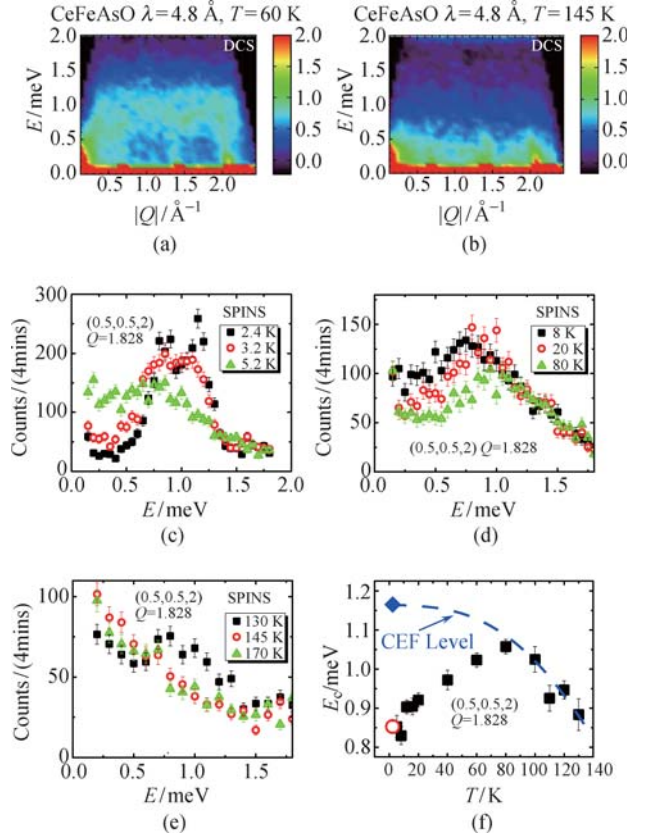 CeFeAsO λ=4.8 Å, T=60 K CeFeAsO λ=4.8 Å, T=145 K
DCS
E/meV
2.0
1.5
1.0
0.5
0.0
0.5 1.0 1.5 2.0
|Q|/Å⁻¹
2.0
1.5
1.0
0.5
0.0
(a)
DCS
E/meV
2.0
1.5
1.0
0.5
0.0
0.5 1.0 1.5 2.0
|Q|/Å⁻¹
2.0
1.5
1.0
0.5
0.0
(b)
Counts/(4mins)
300
200
100
0
(0.5,0.5,2)
Q=1.828
SPINS
2.4 K
3.2 K
5.2 K
0.0 0.5 1.0 1.5 2.0
E/meV
(c)
Counts/(4mins)
150
100
50
0
SPINS
8 K
20 K
80 K
(0.5,0.5,2) Q=1.828
0.0 0.5 1.0 1.5
E/meV
(d)
Counts/(4mins)
100
50
0
(0.5,0.5,2)
Q=1.828
SPINS
130 K
145 K
170 K
0.0 0.5 1.0 1.5
E/meV
(e)
E_c/meV
1.2
1.1
1.0
0.9
0.8
CEF Level
(0.5,0.5,2)
Q=1.828
0 20 40 60 80 100 120 140
T/K
(f)